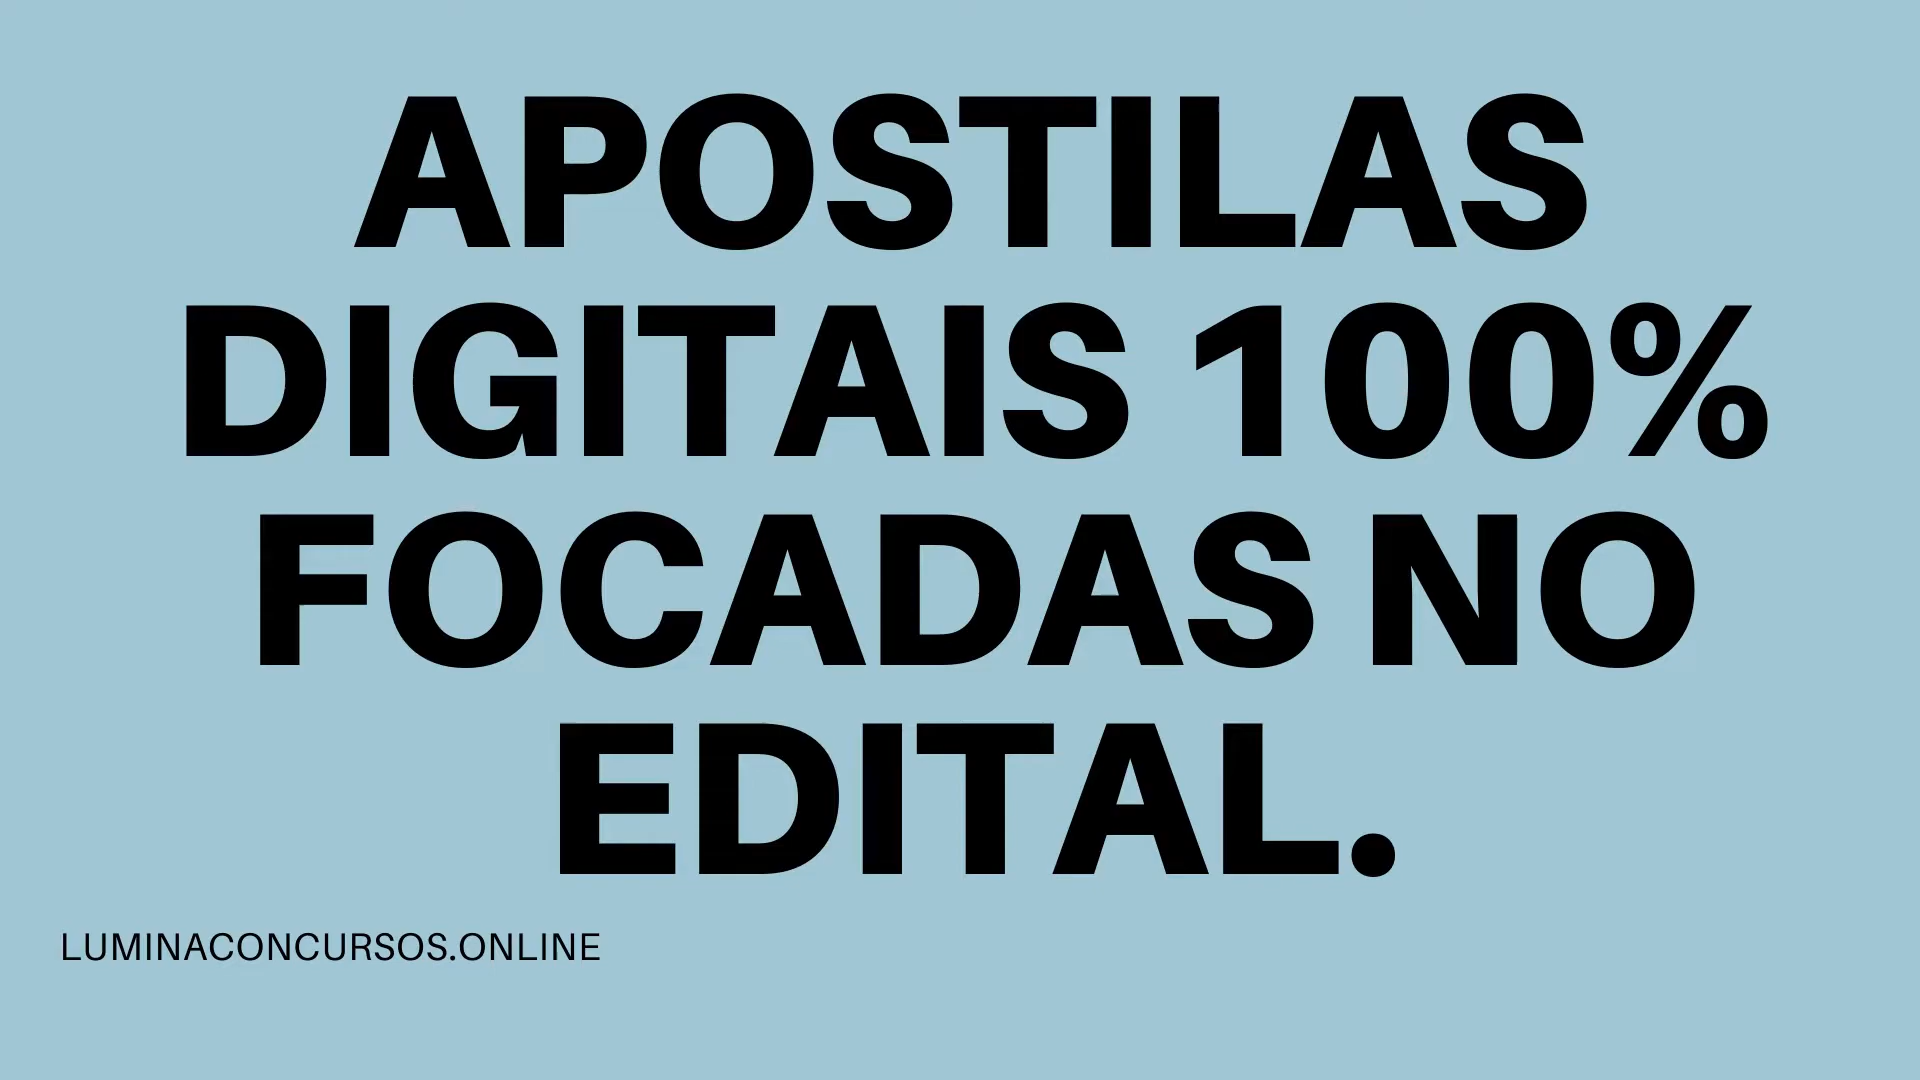 APOSTILAS
DIGITAIS 100%
FOCADAS NO
EDITAL.
LUMINACONCURSOS.ONLINE